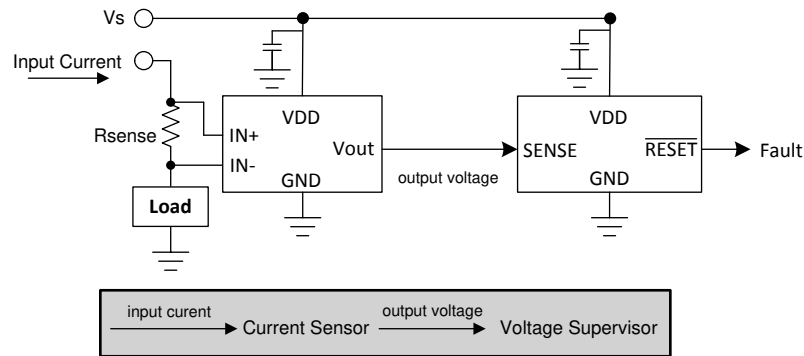 Vs
Input Current
Rsense
Load
IN+
IN-
VDD
Vout
GND
output voltage
SENSE
VDD
RESET
GND
Fault
input curent
Current Sensor
output voltage
Voltage Supervisor